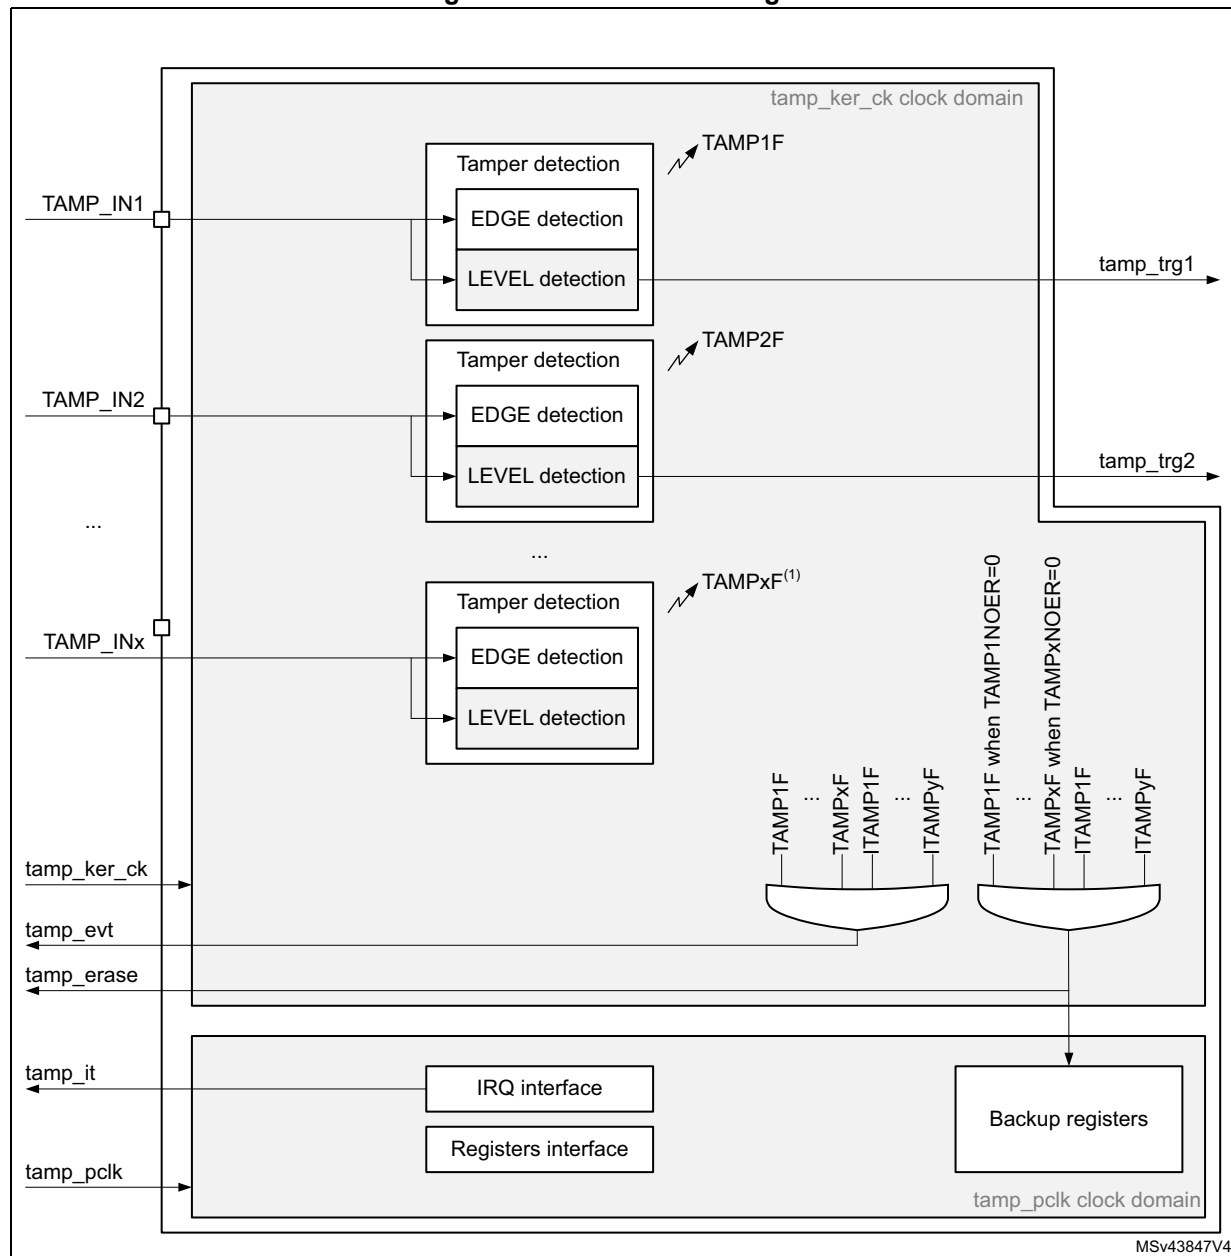 tamp_ker_ck clock domain
TAMP1F
Tamper detection
TAMP_IN1
EDGE detection
LEVEL detection
tamp_trg1
TAMP2F
Tamper detection
TAMP_IN2
EDGE detection
LEVEL detection
tamp_trg2
...
...
TAMPxF(1)
Tamper detection
TAMP_INx
EDGE detection
LEVEL detection
TAMP1F
...
TAMPxF
ITAMP1F
...
ITAMPyF
TAMP1F when TAMP1NOER=0
...
TAMPxF when TAMPxNOER=0
ITAMP1F
...
ITAMPyF
tamp_ker_ck
tamp_evt
tamp_erase
tamp_it
IRQ interface
Backup registers
Registers interface
tamp_pclk
tamp_pclk clock domain
MSv43847V4